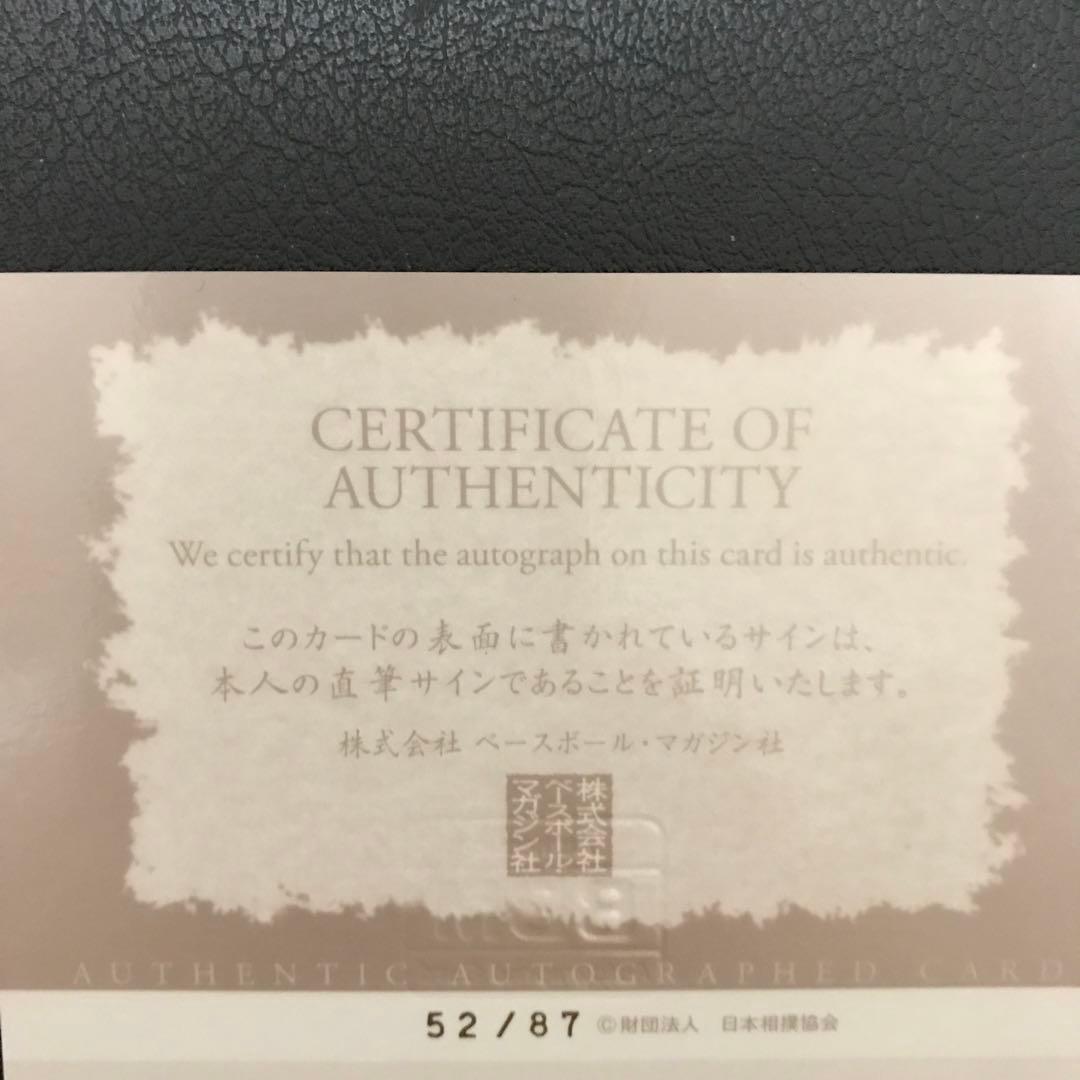 CERTIFICATE OF
AUTHENTICITY
We certify that the autograph on this card is authentic.
このカードの表面に書かれているサインは、
本人の直筆サインであることを証明いたします。
株式会社 ベースボール・マガジン社
株式会社
ベースボール・
マガジン社
BBM
AUTHENTIC AUTOGRAPHED CARD
52/87 ©財団法人 日本相撲協会